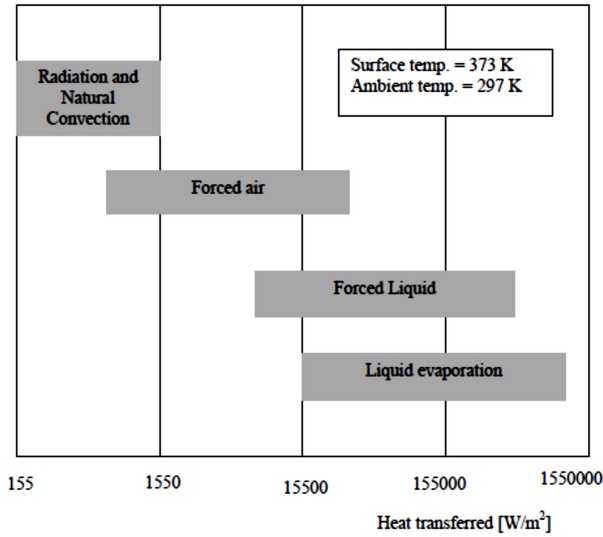 Radiation and
Natural
Convection
Surface temp. = 373 K
Ambient temp. = 297 K
Forced air
Forced Liquid
Liquid evaporation
155 1550 15500 155000 1550000
Heat transferred [W/m²]